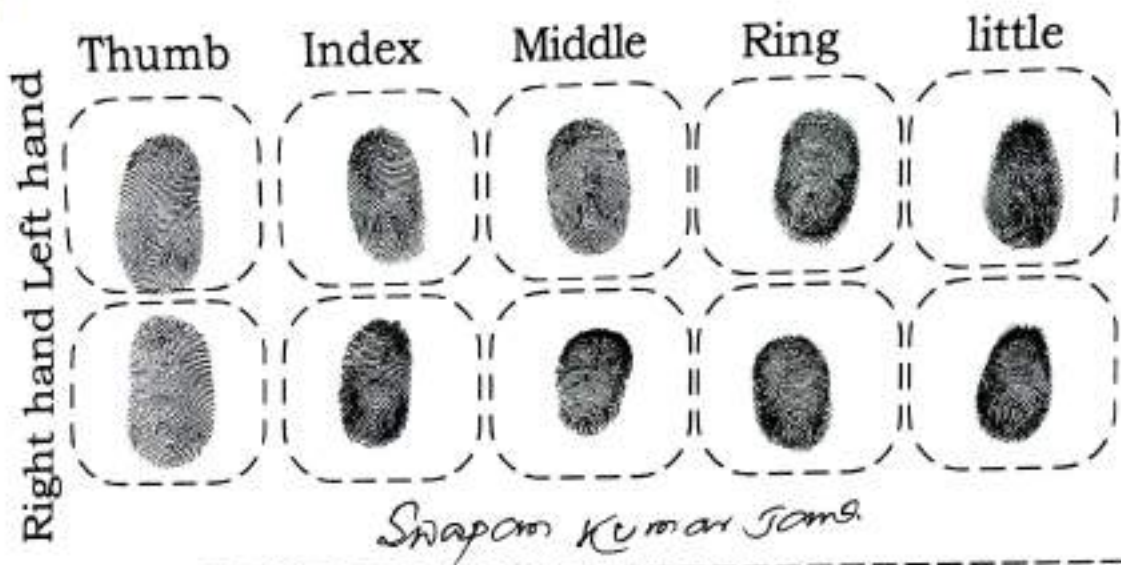 Thumb Index Middle Ring little
Left hand
Right hand
Swapan Kumar Jana.